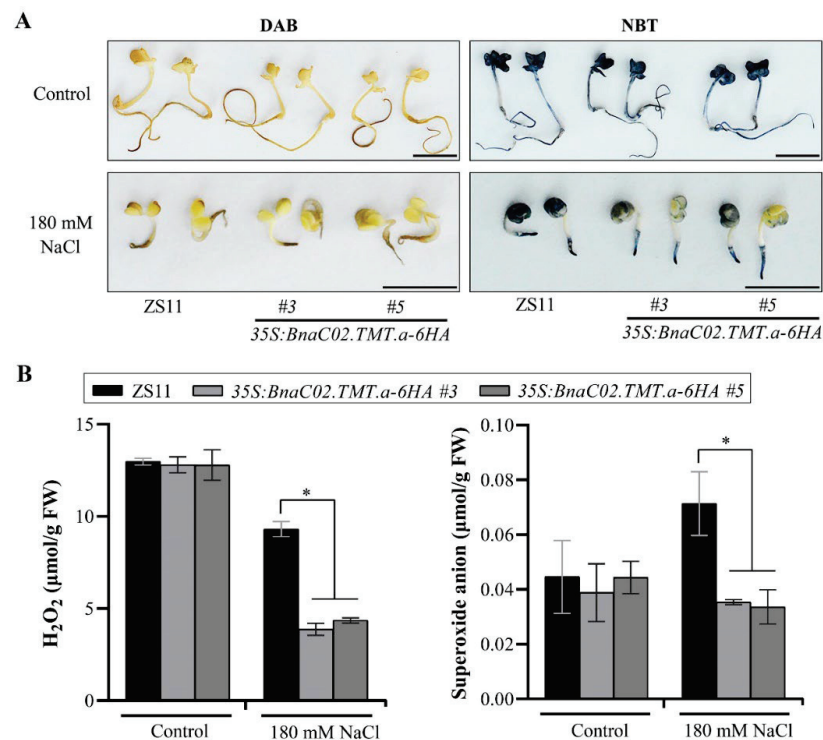 A
DAB
NBT
Control
180 mM
NaCl
ZS11
#3
#5
ZS11
#3
#5
35S:BnaC02.TMT.a-6HA
35S:BnaC02.TMT.a-6HA
B
ZS11
35S:BnaC02.TMT.a-6HA #3
35S:BnaC02.TMT.a-6HA #5
H₂O₂ (μmol/g FW)
15
10
5
0
*
Control
180 mM NaCl
Superoxide anion (μmol/g FW)
0.10
0.08
0.06
0.04
0.02
0.00
*
Control
180 mM NaCl